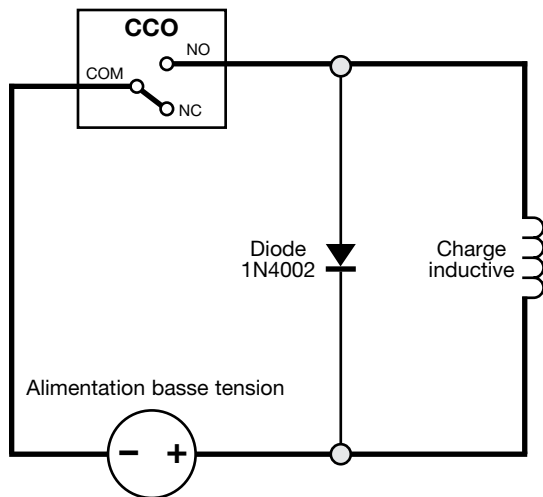 CCO
NO
COM
NC
Diode
1N4002
Charge
inductive
Alimentation basse tension
− +